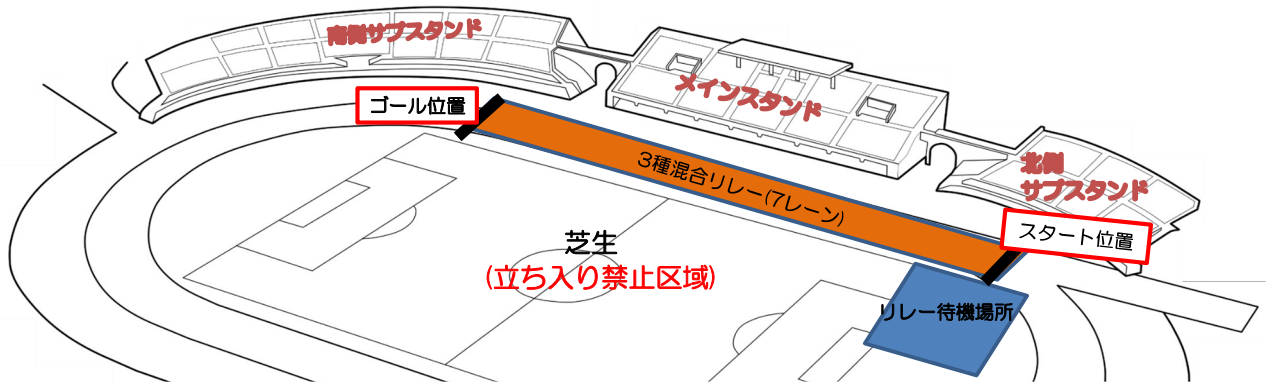 南側サブスタンド
メインスタンド
ゴール位置
3種混合リレー(7レーン)
北側
サブスタンド
スタート位置
芝生
(立ち入り禁止区域)
リレー待機場所